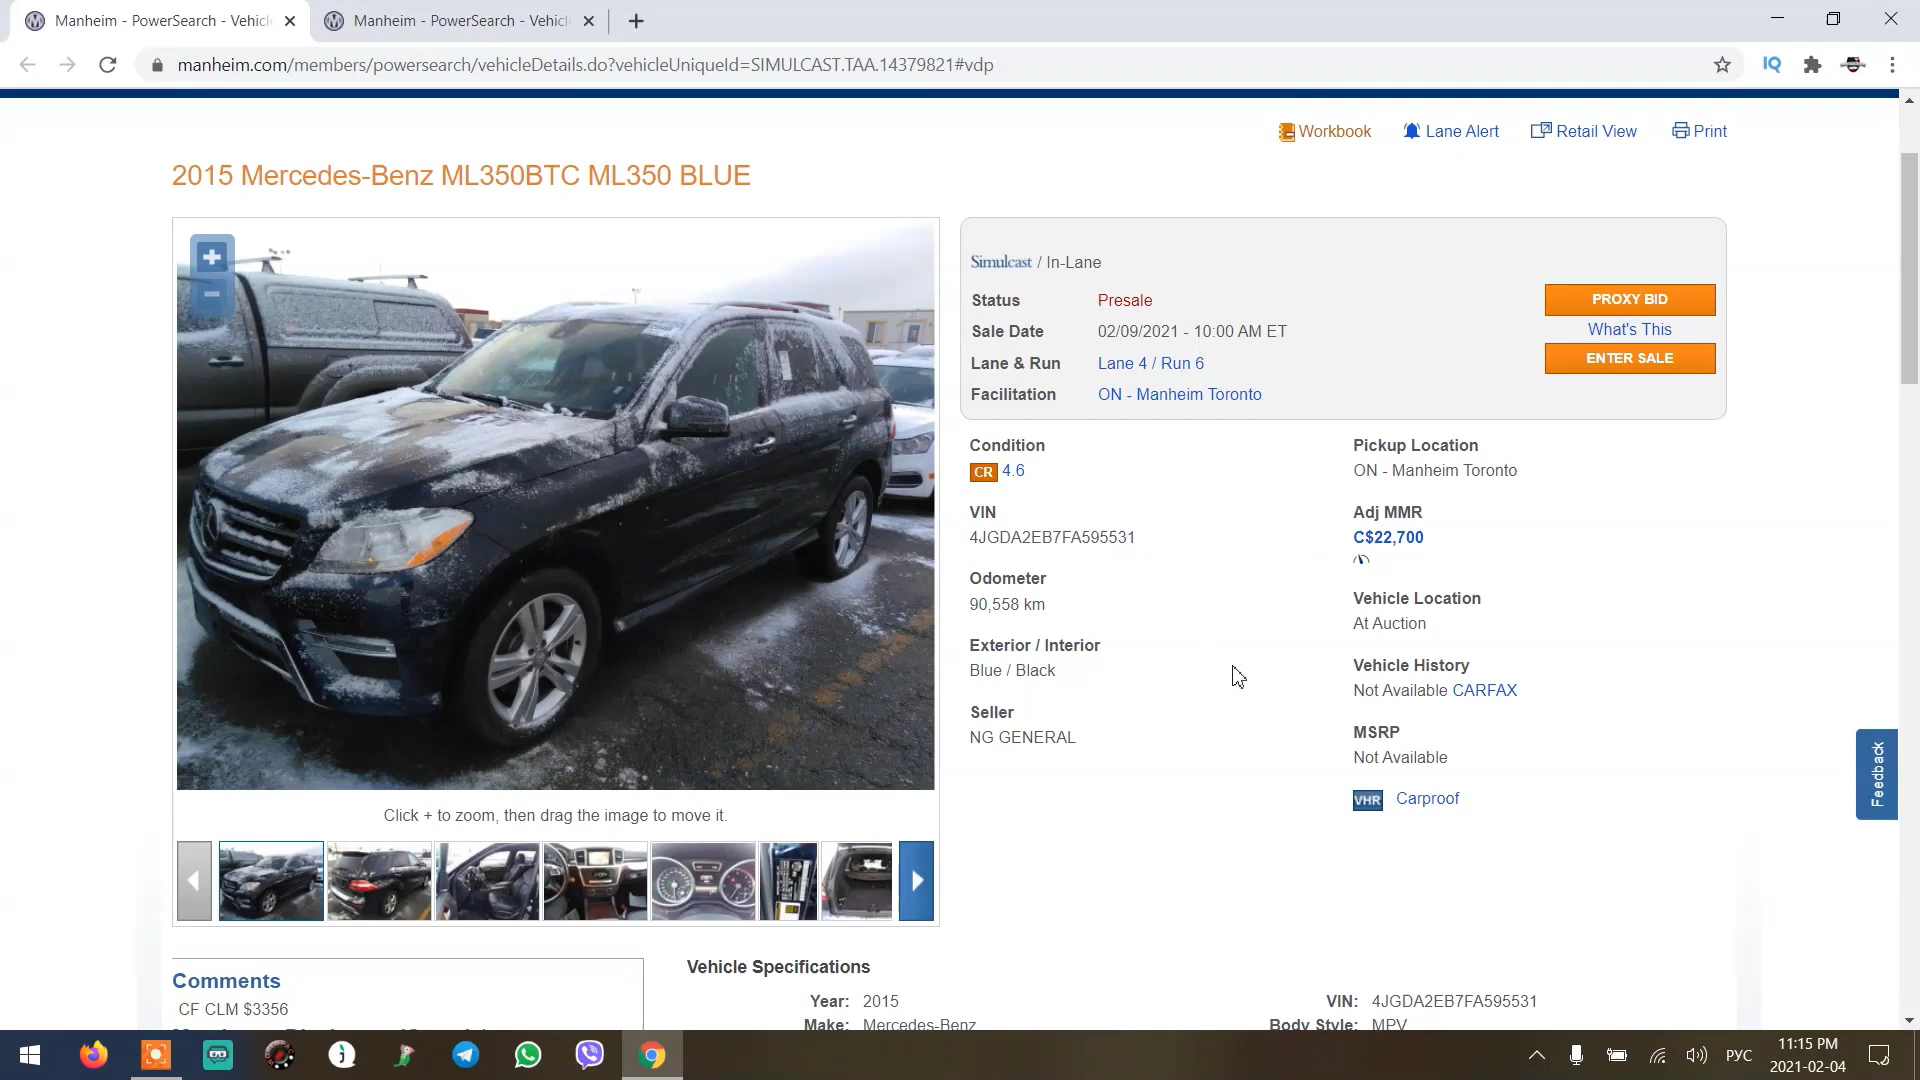 Manheim - PowerSearch - Vehicl
Manheim - PowerSearch - Vehicl
manheim.com/members/powersearch/vehicleDetails.do?vehicleUniqueId=SIMULCAST.TAA.14379821#vdp
IQ
Workbook
Lane Alert
Retail View
Print
2015 Mercedes-Benz ML350BTC ML350 BLUE
Simulcast / In-Lane
Status Presale
Sale Date 02/09/2021 - 10:00 AM ET
Lane & Run Lane 4 / Run 6
Facilitation ON - Manheim Toronto
PROXY BID
What's This
ENTER SALE
Condition
CR 4.6
VIN
4JGDA2EB7FA595531
Odometer
90,558 km
Exterior / Interior
Blue / Black
Seller
NG GENERAL
Pickup Location
ON - Manheim Toronto
Adj MMR
C$22,700
Vehicle Location
At Auction
Vehicle History
Not Available CARFAX
MSRP
Not Available
VHR Carproof
Feedback
Click + to zoom, then drag the image to move it.
Comments
CF CLM $3356
Vehicle Specifications
Year: 2015
Make: Mercedes-Benz
VIN: 4JGDA2EB7FA595531
Body Style: MPV
РУС
11:15 PM
2021-02-04